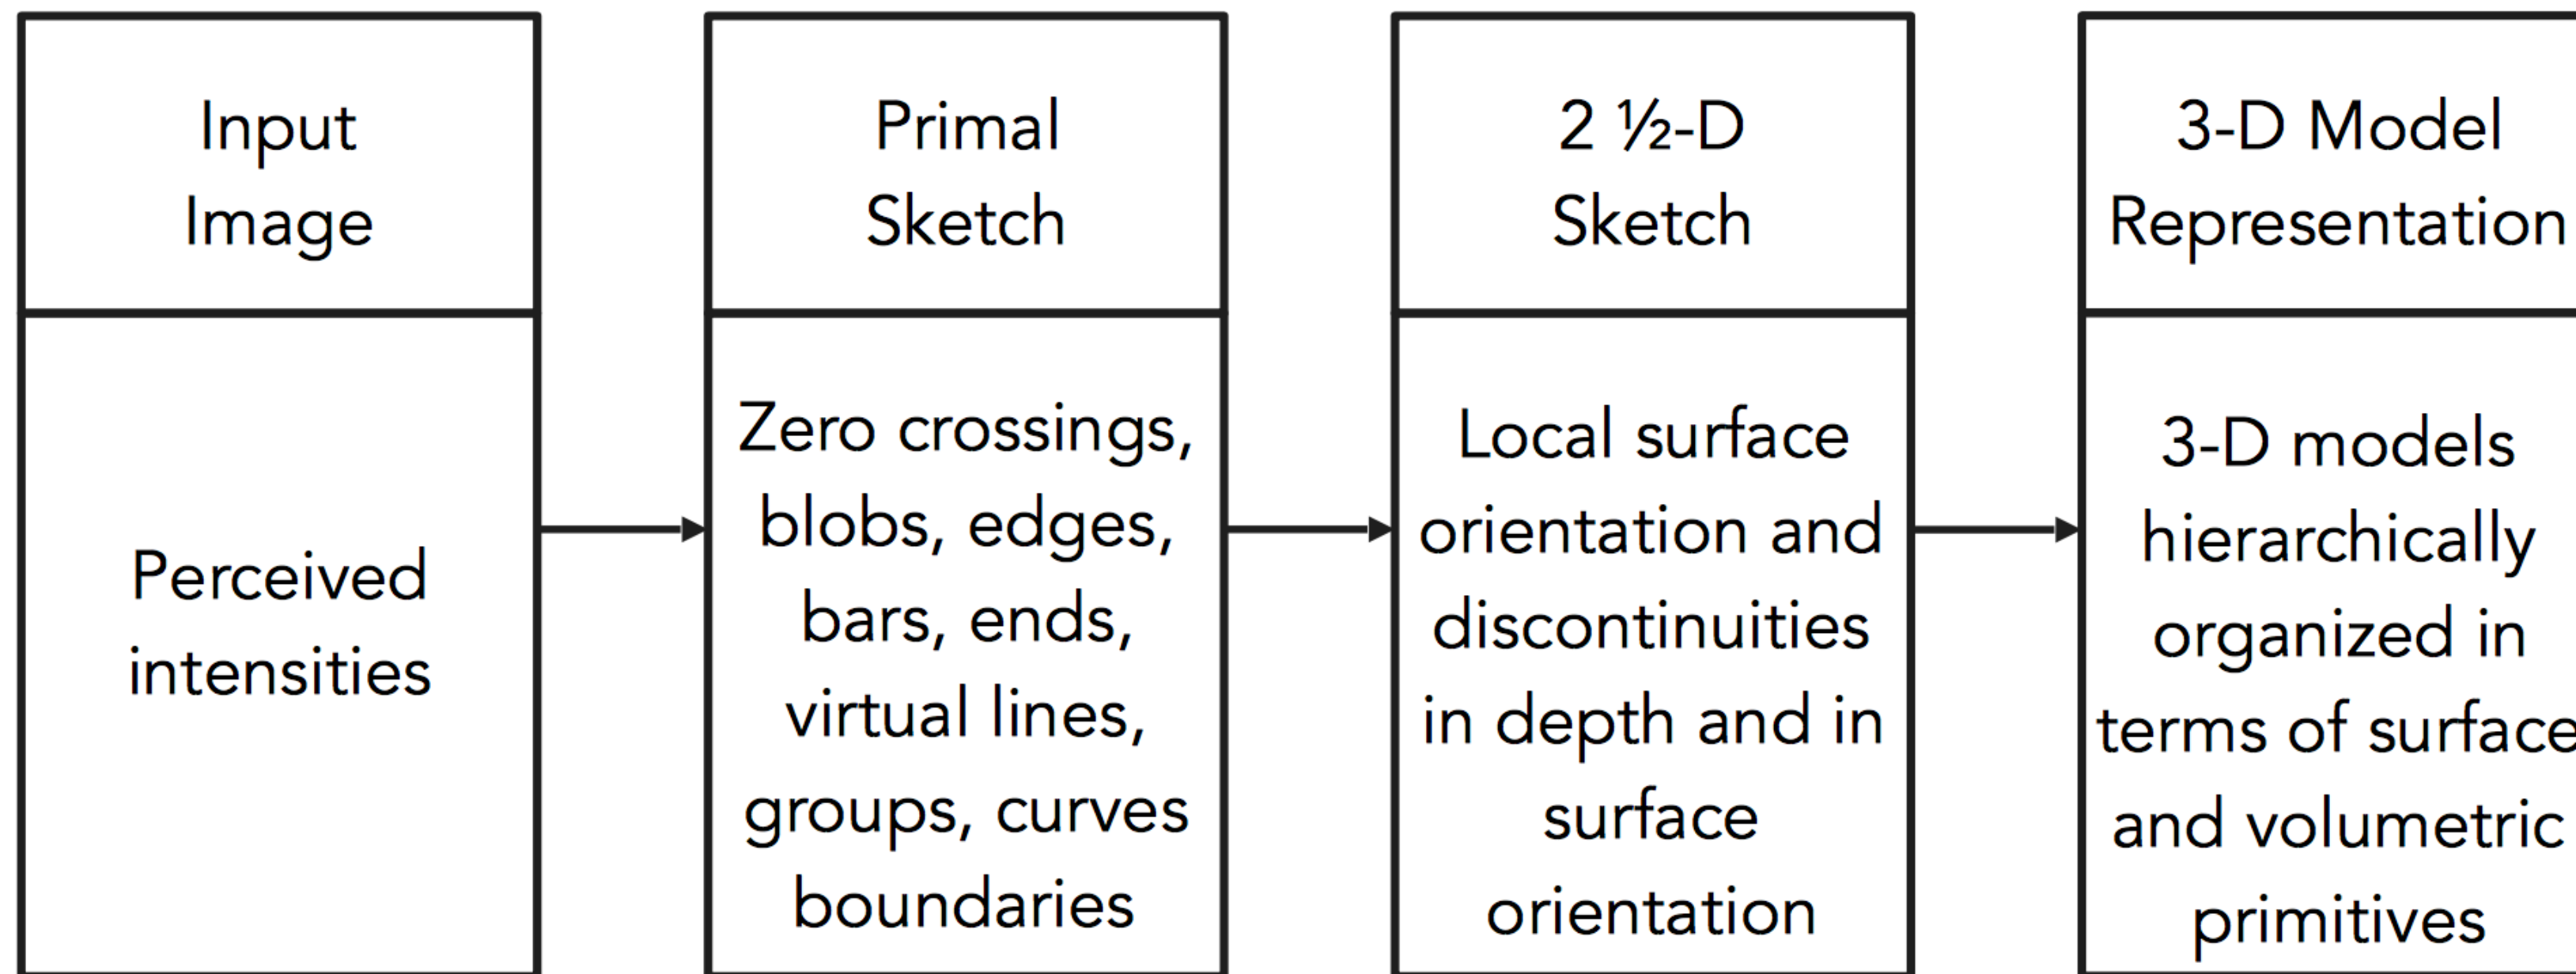 Input
Image
Perceived
intensities
Primal
Sketch
Zero crossings,
blobs, edges,
bars, ends,
virtual lines,
groups, curves
boundaries
2 ½-D
Sketch
Local surface
orientation and
discontinuities
in depth and in
surface
orientation
3-D Model
Representation
3-D models
hierarchically
organized in
terms of surface
and volumetric
primitives